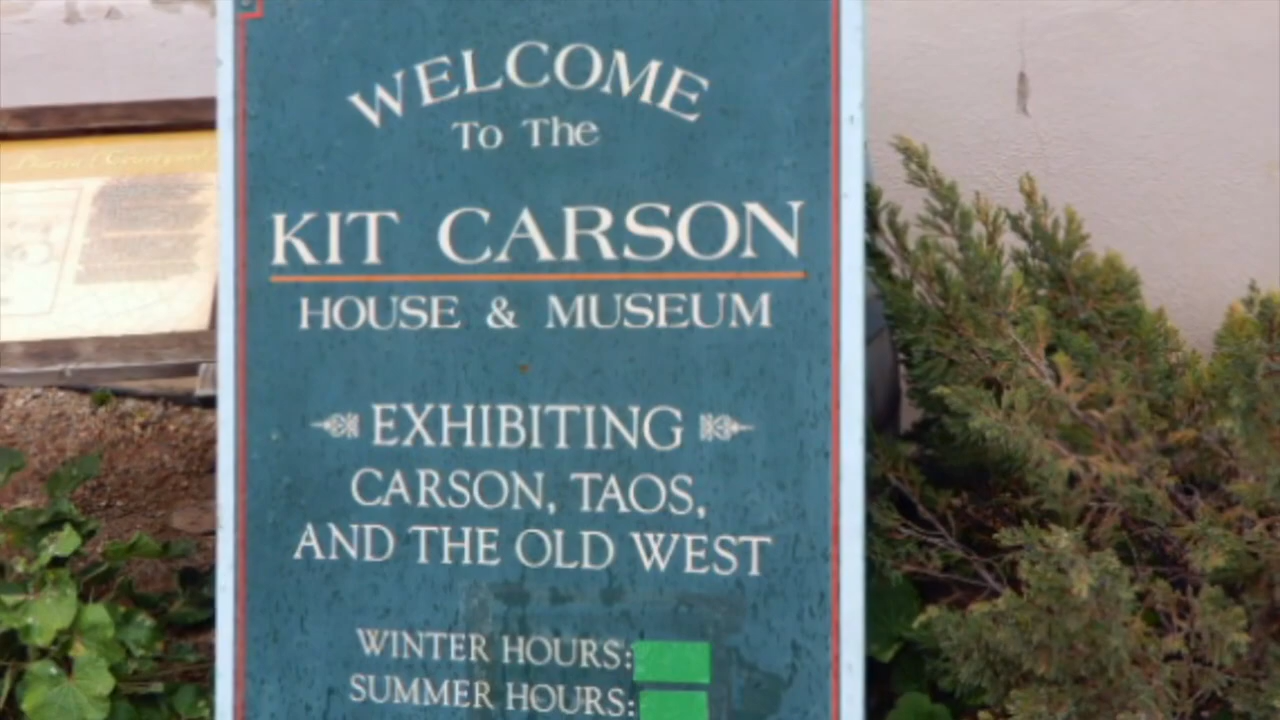 WELCOME
To The
KIT CARSON
HOUSE & MUSEUM
EXHIBITING
CARSON, TAOS,
AND THE OLD WEST
WINTER HOURS:
SUMMER HOURS: